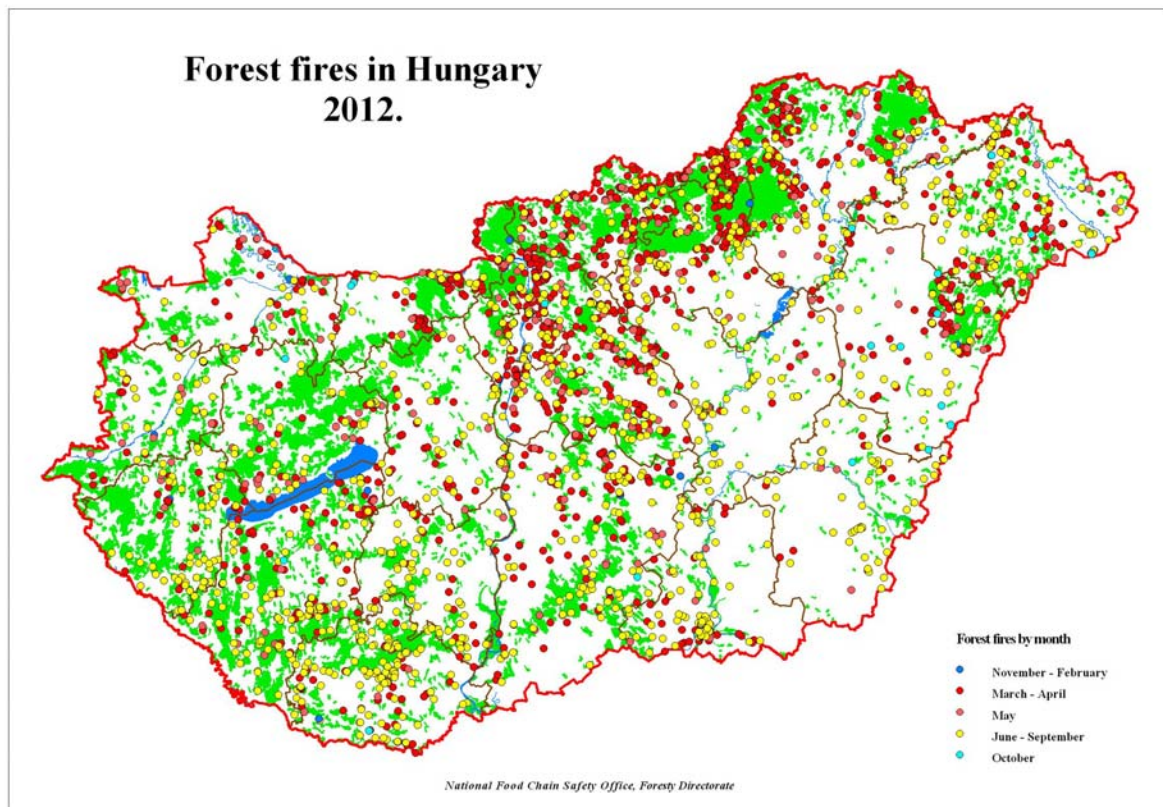 Forest fires in Hungary
2012.
Forest fires by month
November - February
March - April
May
June - September
October
National Food Chain Safety Office, Foresty Directorate